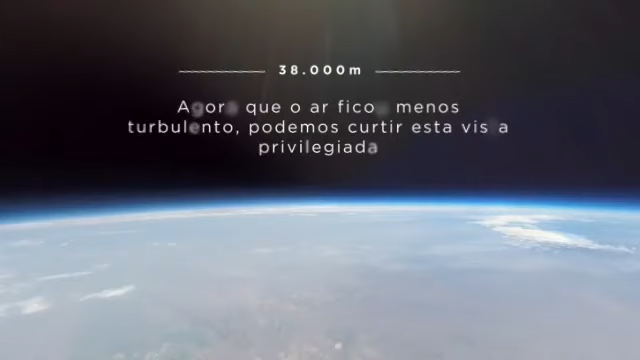 38.000m
Agora que o ar ficou menos
turbulento, podemos curtir esta vista
privilegiada